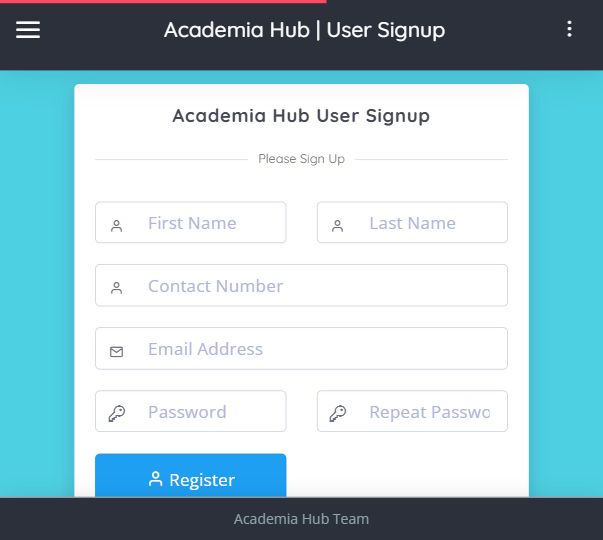 Academia Hub | User Signup
Academia Hub User Signup
Please Sign Up
First Name
Last Name
Contact Number
Email Address
Password
Repeat Passwo
Register
Academia Hub Team